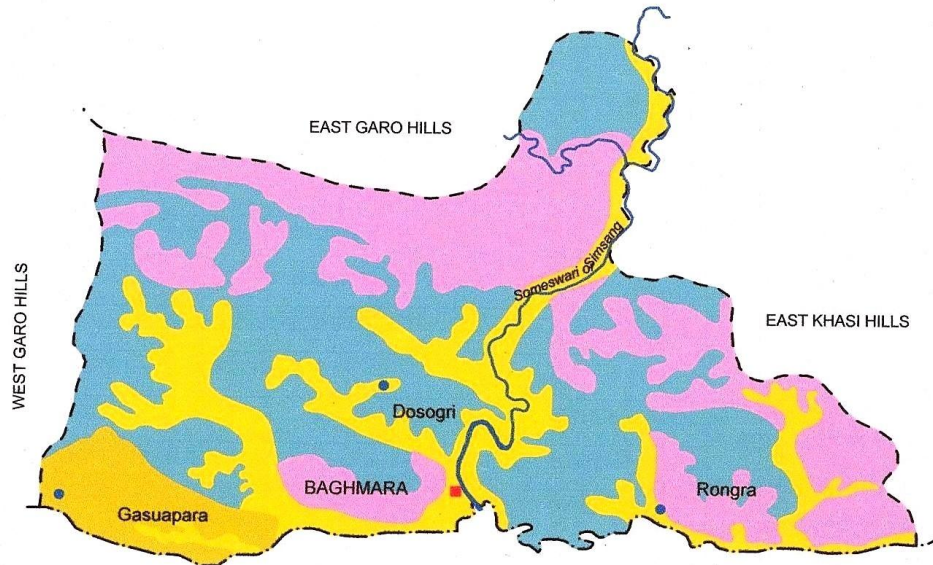 EAST GARO HILLS
Someswari or Simsang
WEST GARO HILLS
EAST KHASI HILLS
Dosogri
BAGHMARA
Rongra
Gasuapara